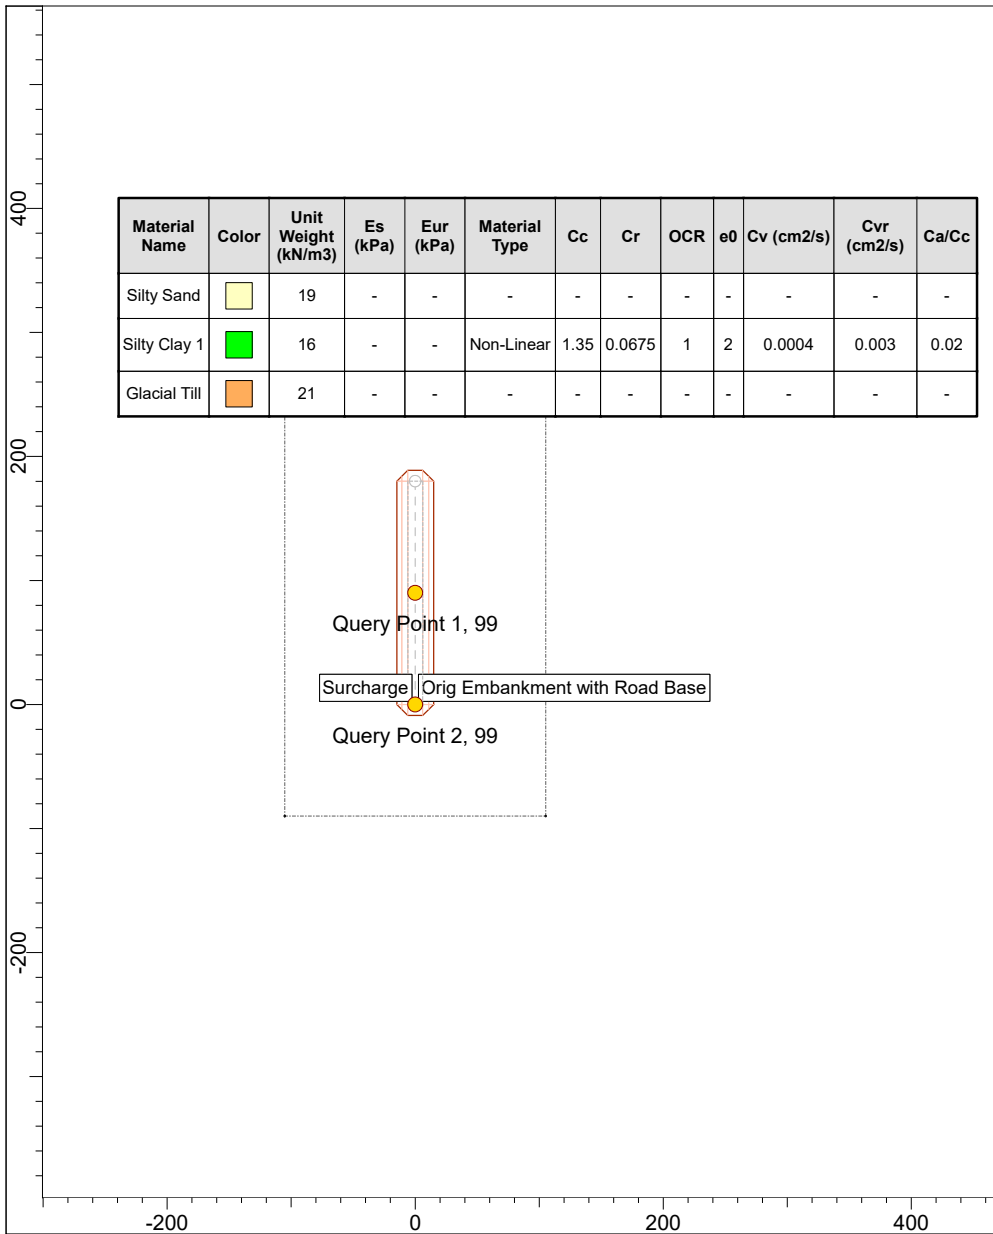 400
Material Name Color Unit Weight (kN/m3) Es (kPa) Eur (kPa) Material Type Cc Cr OCR e0 Cv (cm2/s) Cvr (cm2/s) Ca/Cc
Silty Sand 19 - - - - - - - - - -
Silty Clay 1 16 - - Non-Linear 1.35 0.0675 1 2 0.0004 0.003 0.02
Glacial Till 21 - - - - - - - - - -
200
Query Point 1, 99
Surcharge Orig Embankment with Road Base
0
Query Point 2, 99
-200
-200 0 200 400